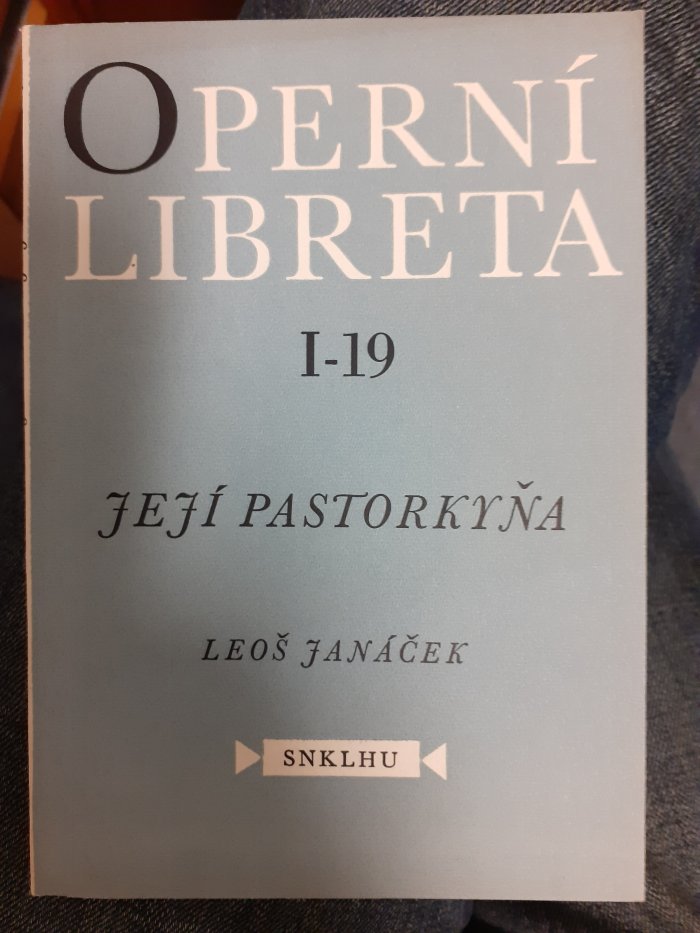 OPERNÍ
LIBRETA
I-19
JEJÍ PASTORKYŇA
LEOŠ JANÁČEK
SNKLHU